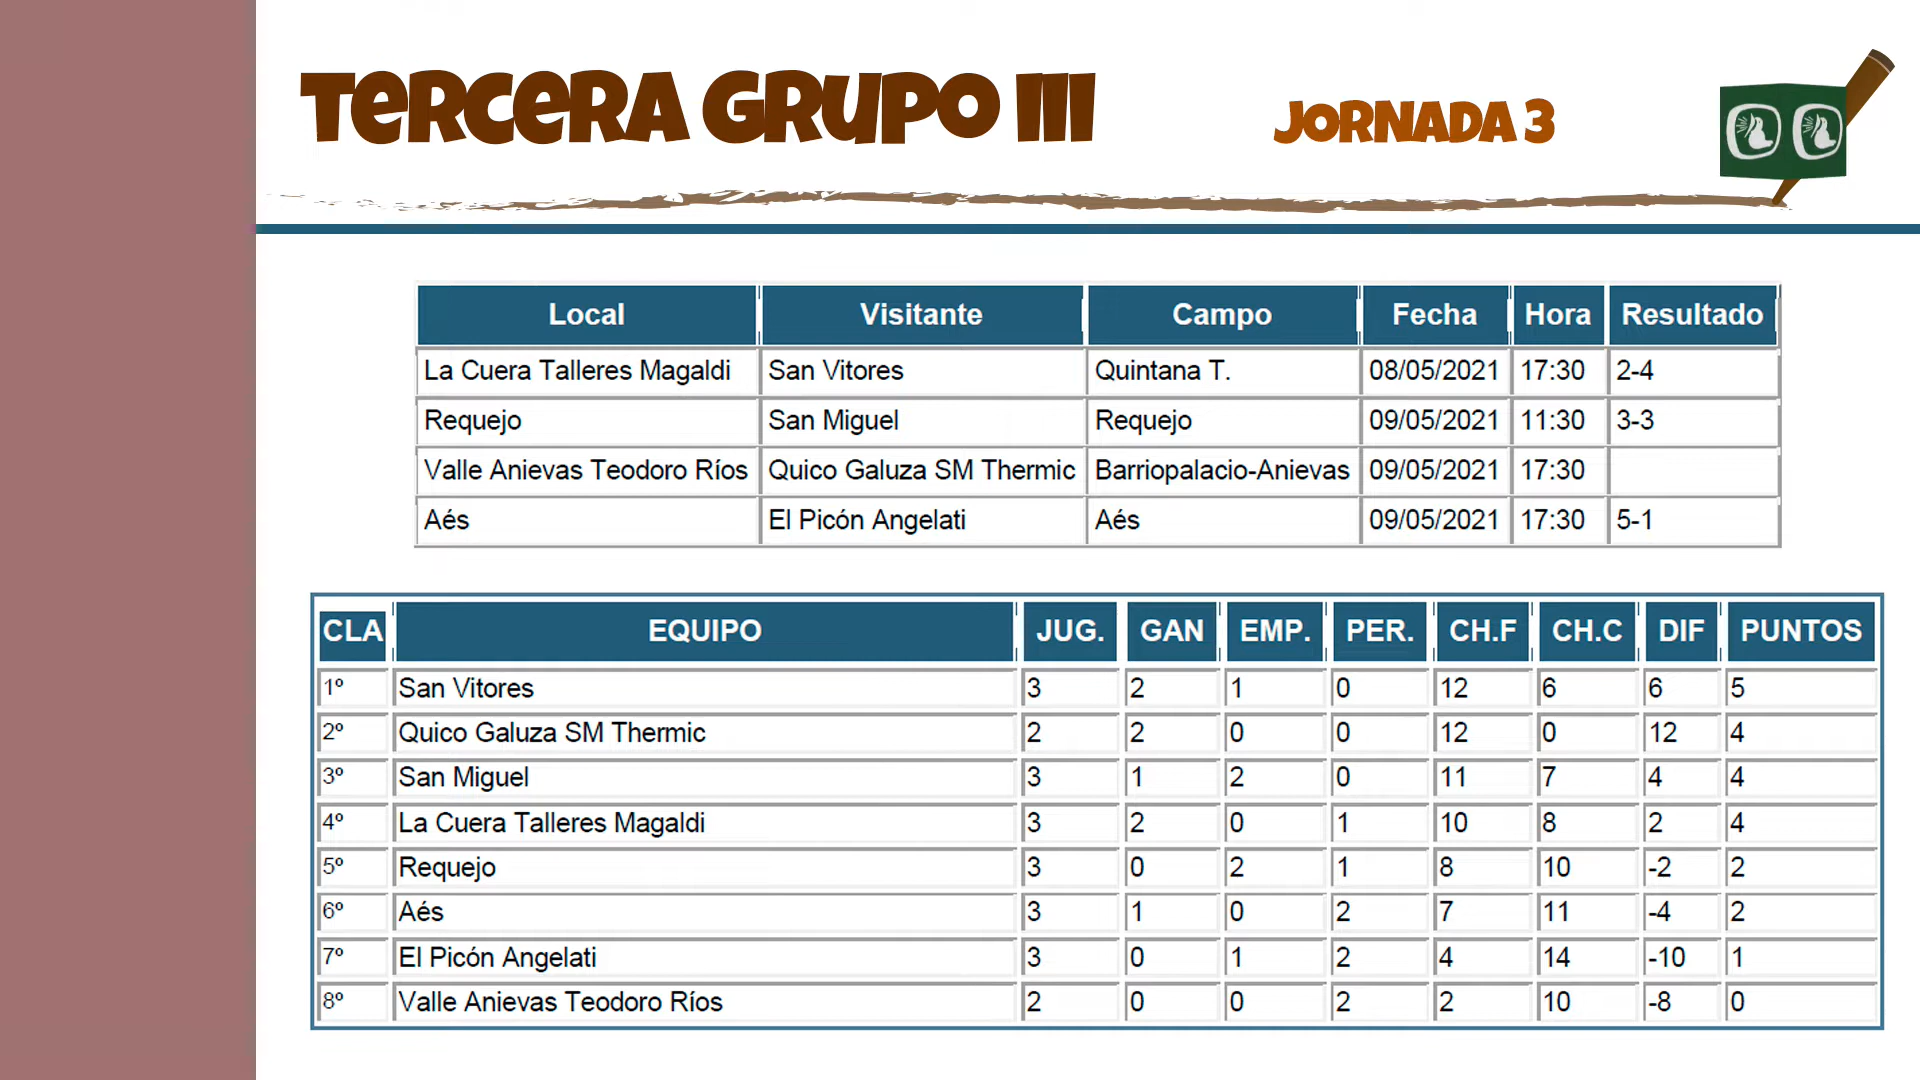 TERCERA GRUPO III
JORNADA 3
Local Visitante Campo Fecha Hora Resultado
La Cuera Talleres Magaldi San Vitores Quintana T. 08/05/2021 17:30 2-4
Requejo San Miguel Requejo 09/05/2021 11:30 3-3
Valle Anievas Teodoro Ríos Quico Galuza SM Thermic Barriopalacio-Anievas 09/05/2021 17:30
Aés El Picón Angelati Aés 09/05/2021 17:30 5-1
CLA EQUIPO JUG. GAN EMP. PER. CH.F CH.C DIF PUNTOS
1º San Vitores 3 2 1 0 12 6 6 5
2º Quico Galuza SM Thermic 2 2 0 0 12 0 12 4
3º San Miguel 3 1 2 0 11 7 4 4
4º La Cuera Talleres Magaldi 3 2 0 1 10 8 2 4
5º Requejo 3 0 2 1 8 10 -2 2
6º Aés 3 1 0 2 7 11 -4 2
7º El Picón Angelati 3 0 1 2 4 14 -10 1
8º Valle Anievas Teodoro Ríos 2 0 0 2 2 10 -8 0